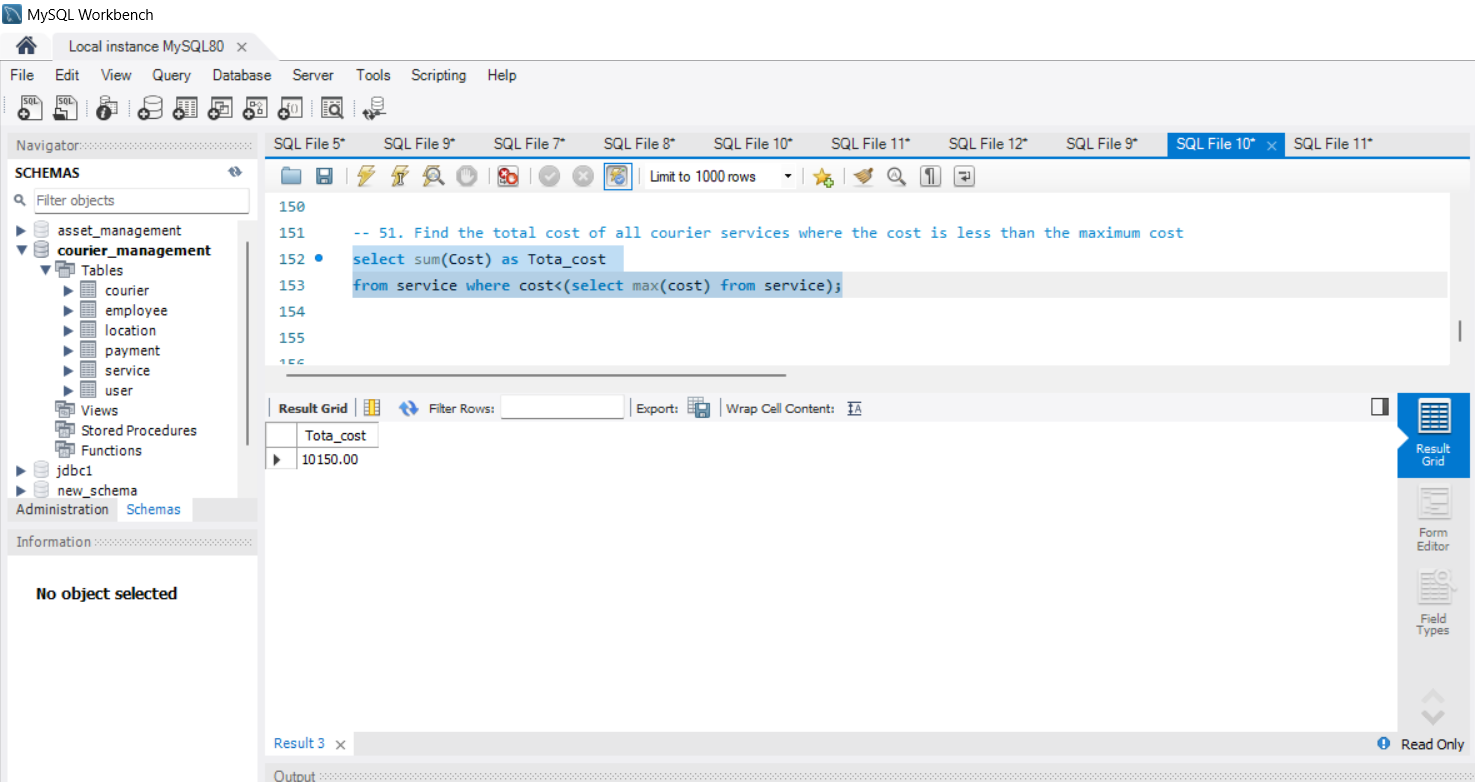 MySQL Workbench
Local instance MySQL80
File Edit View Query Database Server Tools Scripting Help
Navigator
SCHEMAS
Filter objects
asset_management
courier_management
Tables
courier
employee
location
payment
service
user
Views
Stored Procedures
Functions
jdbc1
new_schema
Administration Schemas
Information
No object selected
SQL File 5* SQL File 9* SQL File 7* SQL File 8* SQL File 10* SQL File 11* SQL File 12* SQL File 9* SQL File 10* SQL File 11*
Limit to 1000 rows
150
151 -- 51. Find the total cost of all courier services where the cost is less than the maximum cost
152 select sum(Cost) as Tota_cost
153 from service where cost<(select max(cost) from service);
154
155
156
Result Grid Filter Rows: Export: Wrap Cell Content:
Tota_cost
10150.00
Result
Grid
Form
Editor
Field
Types
Result 3
Read Only
Output